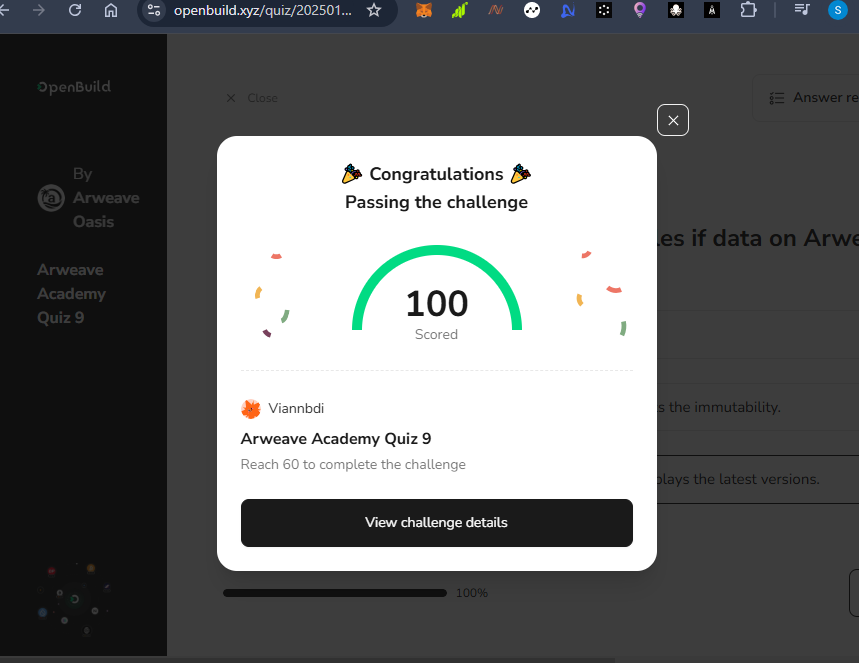 openbuild.xyz/quiz/202501...
S
OpenBuild
Close
Answer re
By
Arweave
Oasis
Arweave
Academy
Quiz 9
Congratulations
Passing the challenge
les if data on Arwe
100
Scored
Viannbdi
s the immutability.
Arweave Academy Quiz 9
Reach 60 to complete the challenge
plays the latest versions.
View challenge details
100%